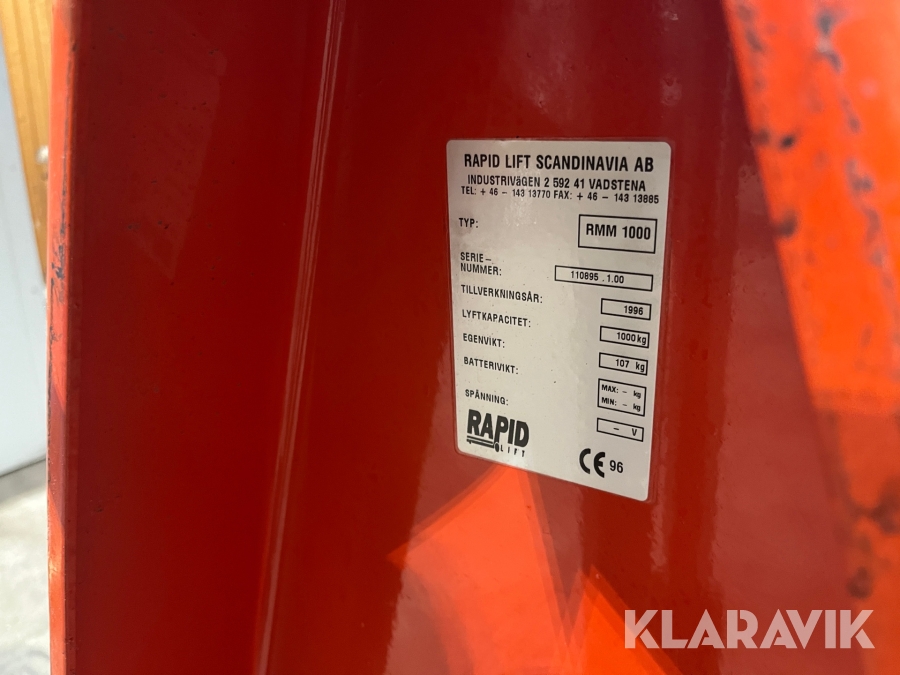 RAPID LIFT SCANDINAVIA AB
INDUSTRIVäGEN 2 592 41 VADSTENA
TEL: + 46 – 143 13770 FAX: + 46 – 143 13885
TYP: RMM 1000
SERIE–
NUMMER: 110895 . 1.00
TILLVERKNINGSÅR: 1996
LYFTKAPACITET: 1000 kg
EGENVIKT: 107 kg
BATTERIVIKT: MAX: – kg
MIN: – kg
SPÄNNING: – V
RAPID
LIFT
CE 96
KLARAVIK